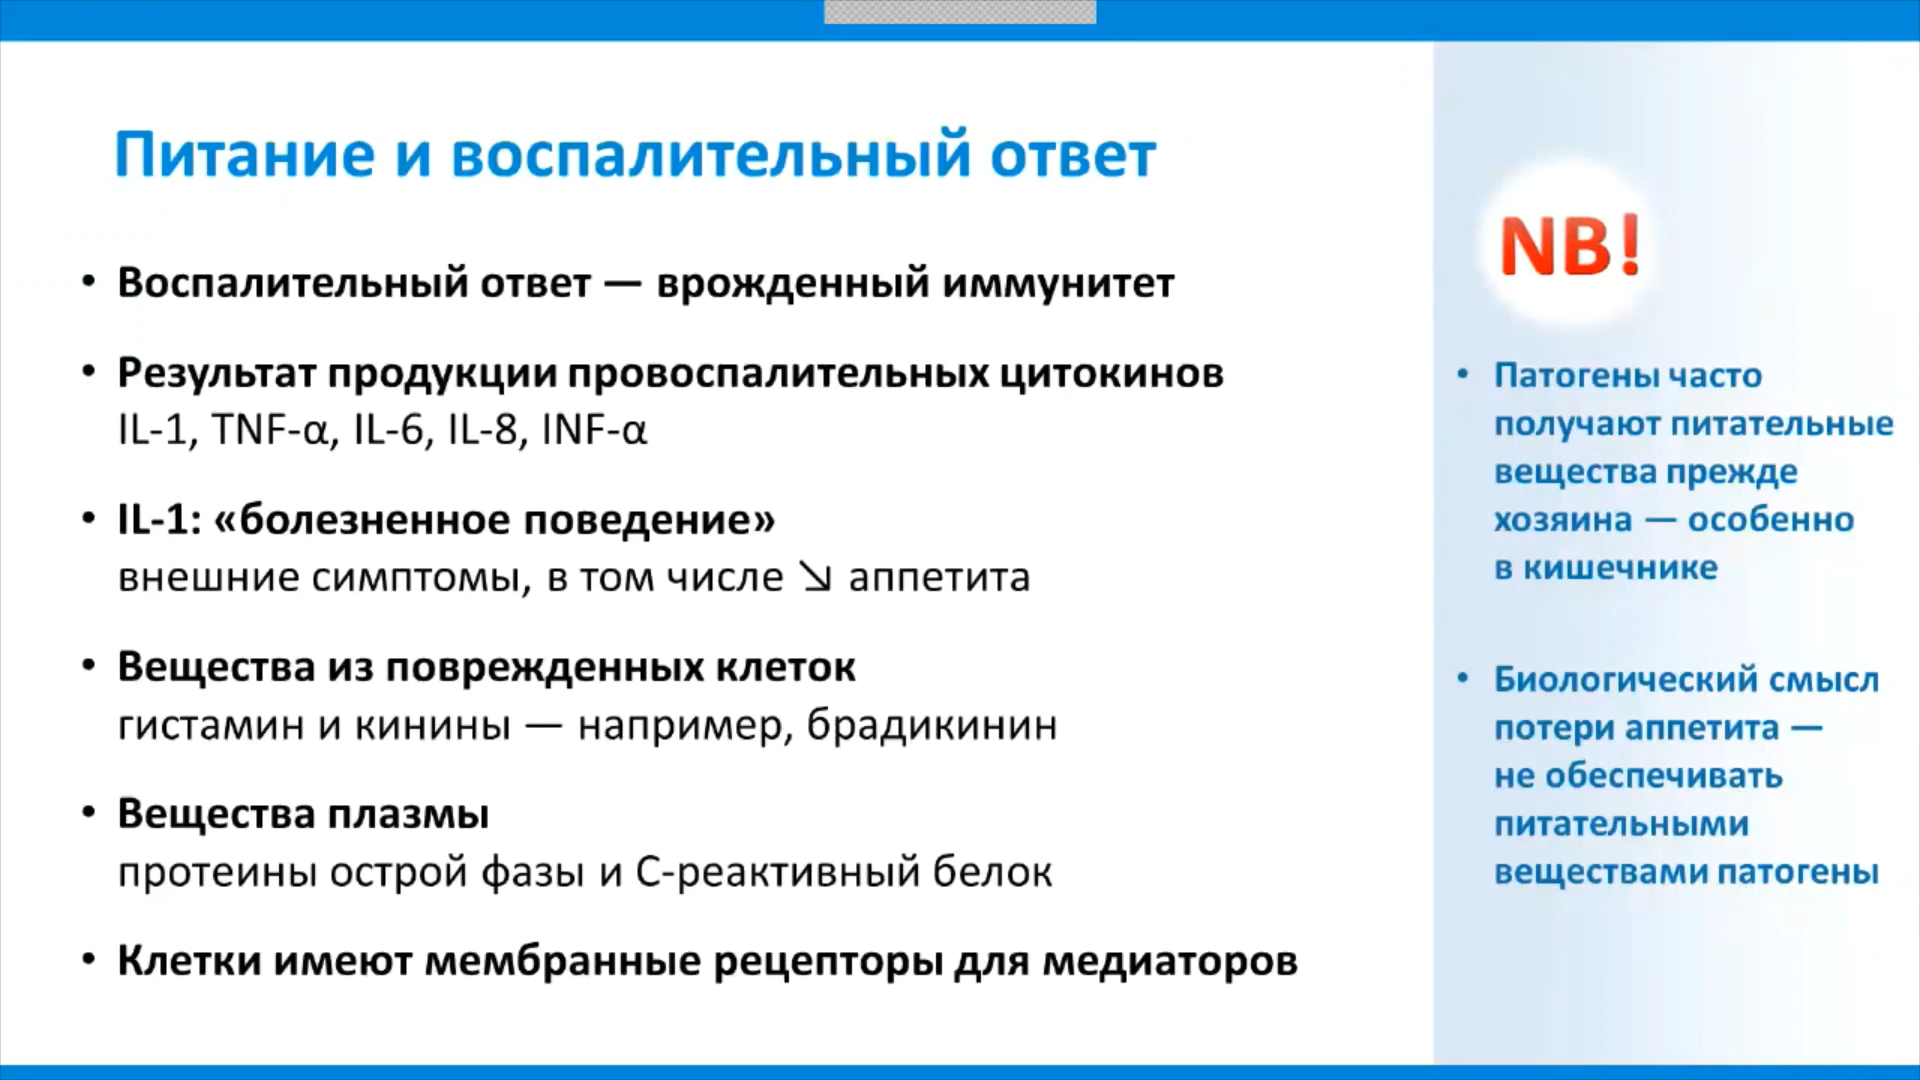 Питание и воспалительный ответ
• Воспалительный ответ — врожденный иммунитет
• Результат продукции провоспалительных цитокинов
IL-1, TNF-α, IL-6, IL-8, INF-α
• IL-1: «болезненное поведение»
внешние симптомы, в том числе ↘ аппетита
• Вещества из поврежденных клеток
гистамин и кинины — например, брадикинин
• Вещества плазмы
протеины острой фазы и С-реактивный белок
• Клетки имеют мембранные рецепторы для медиаторов
NB!
• Патогены часто
получают питательные
вещества прежде
хозяина — особенно
в кишечнике
• Биологический смысл
потери аппетита —
не обеспечивать
питательными
веществами патогены